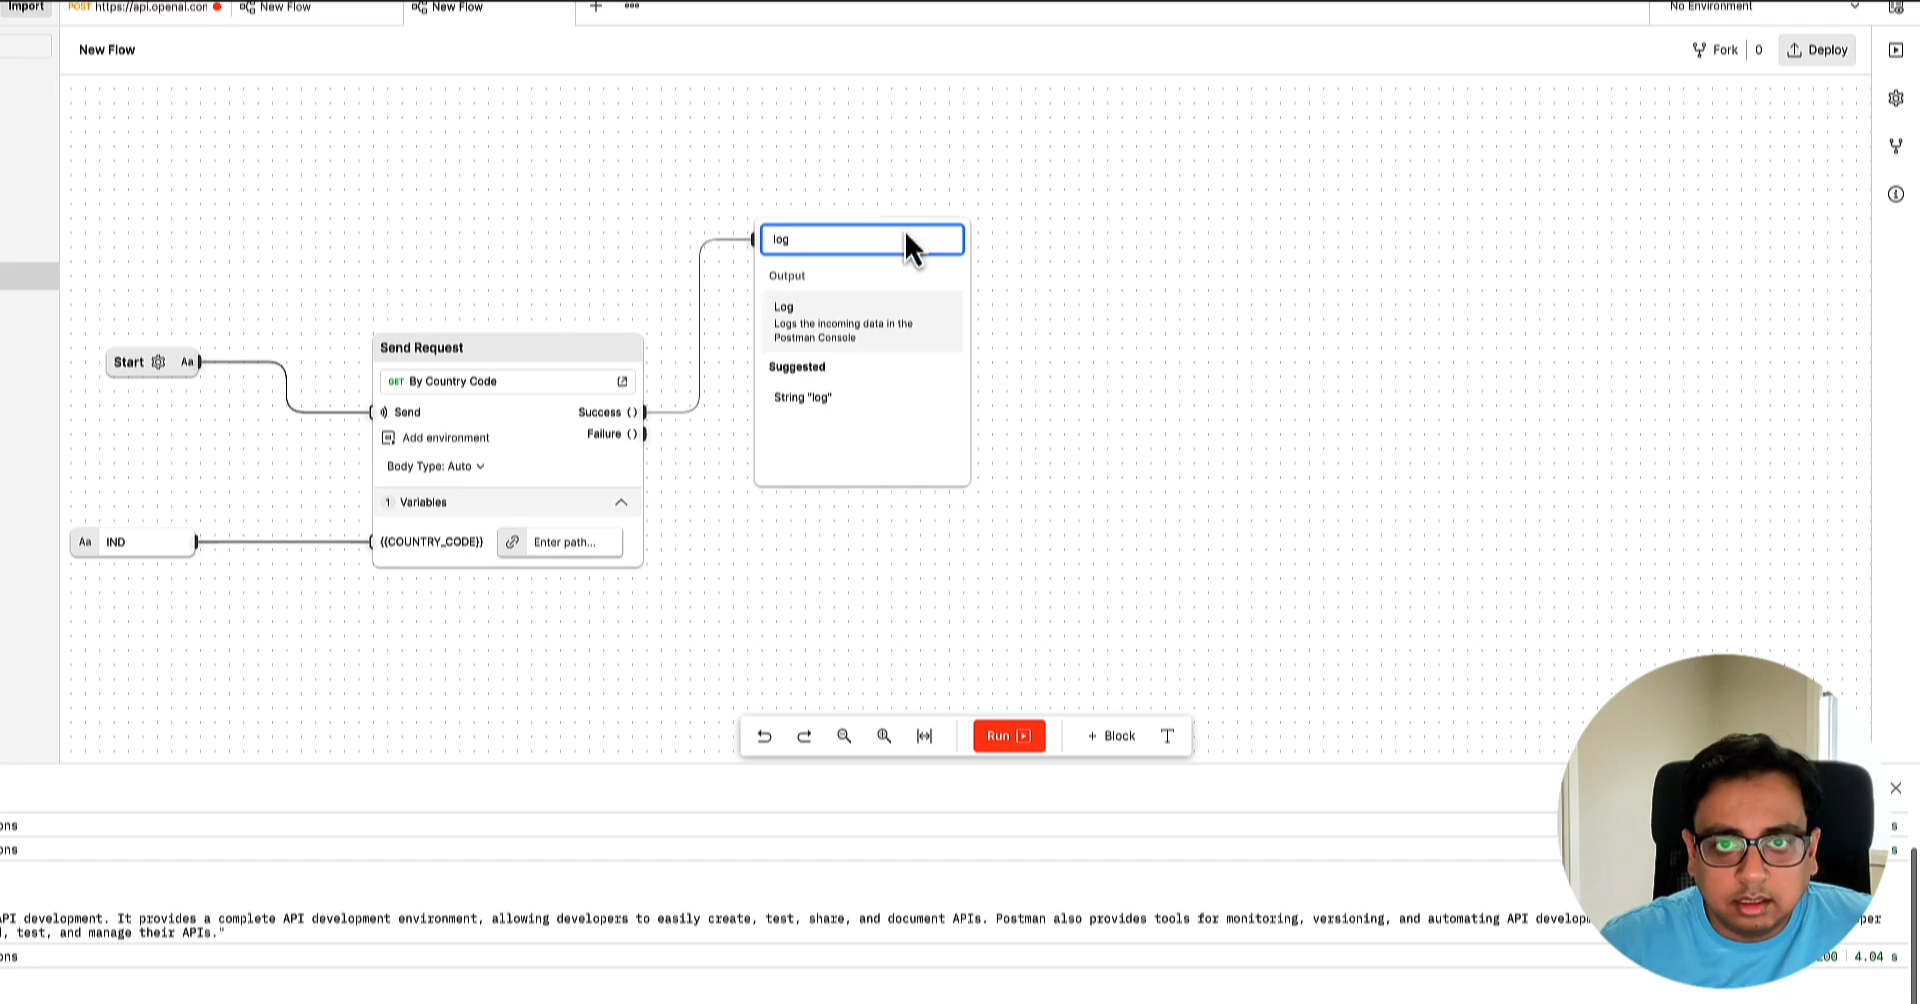 Import
POST https://api.openai.con
New Flow
New Flow
No Environment
New Flow
Fork 0
Deploy
log
Output
Log
Logs the incoming data in the
Postman Console
Suggested
String "log"
Start Aa
Send Request
GET By Country Code
Send
Success ()
Add environment
Failure ()
Body Type: Auto
1 Variables
Aa IND
{{COUNTRY_CODE}}
Enter path...
Run
+ Block
ons
s
ons
s
API development. It provides a complete API development environment, allowing developers to easily create, test, share, and document APIs. Postman also provides tools for monitoring, versioning, and automating API develop
per
, test, and manage their APIs."
ons
200 4.04 s